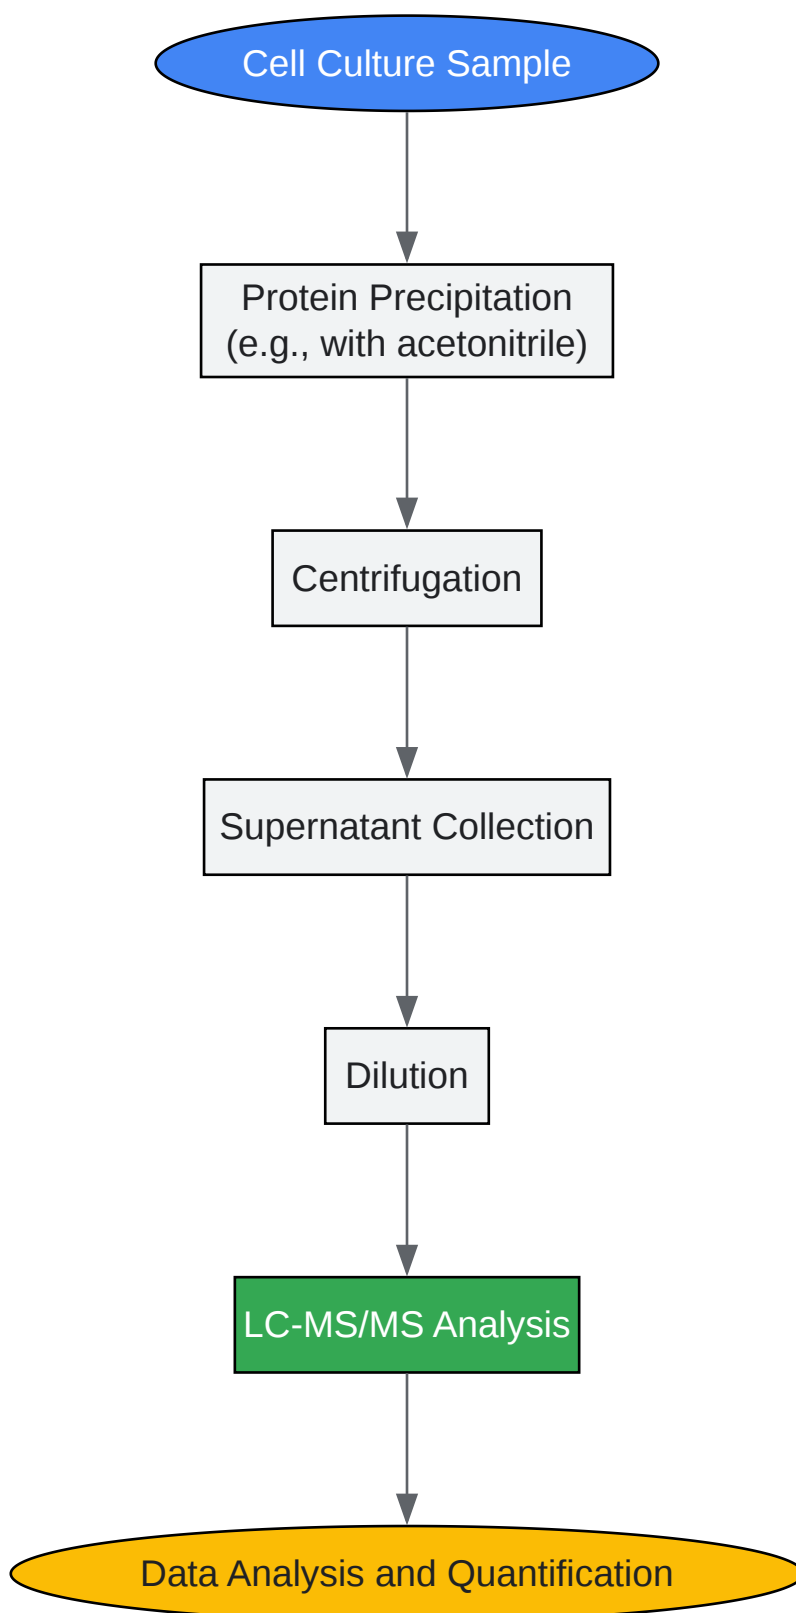 Cell Culture Sample
Protein Precipitation
(e.g., with acetonitrile)
Centrifugation
Supernatant Collection
Dilution
LC-MS/MS Analysis
Data Analysis and Quantification